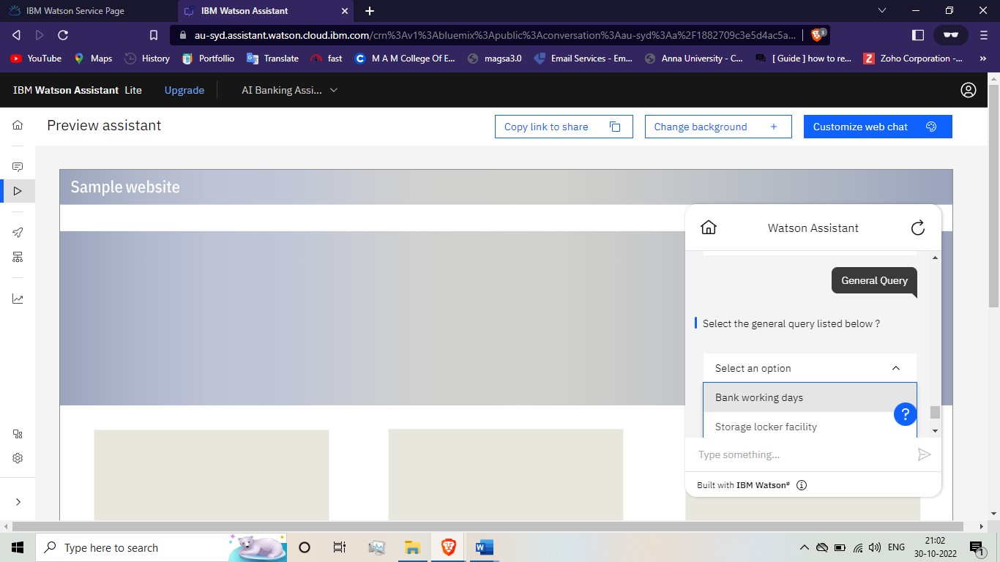 IBM Watson Service Page
IBM Watson Assistant
au-syd.assistant.watson.cloud.ibm.com/crn%3Av1%3Abluemix%3Apublic%3Aconversation%3Aau-syd%3Aa%2F1882709c3e5d4ac5a...
3
YouTube
Maps
History
Portfollio
Translate
fast
M A M College Of E...
magsa3.0
Email Services - Em...
Anna University - C...
[ Guide ] how to re...
Zoho Corporation -...
»
IBM Watson Assistant Lite
Upgrade
AI Banking Assi...
Preview assistant
Copy link to share
Change background +
Customize web chat
Sample website
Watson Assistant
General Query
Select the general query listed below ?
Select an option
Bank working days
?
Storage locker facility
Type something...
Built with IBM Watson®
Type here to search
ENG
21:02
30-10-2022
1